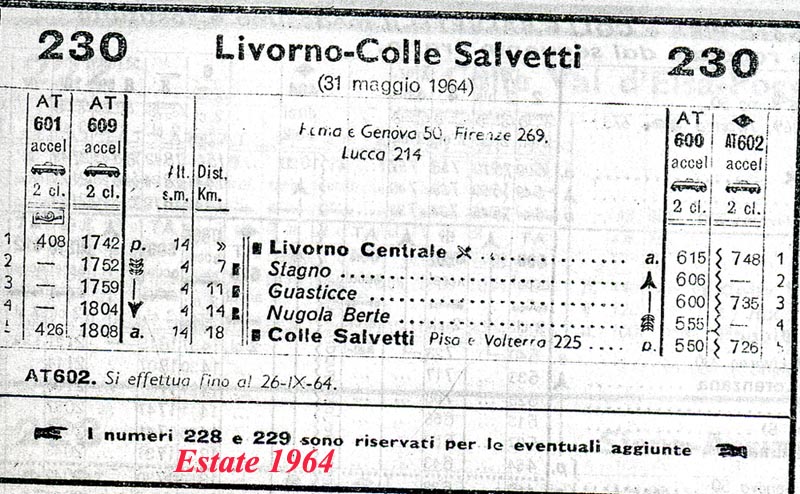 230 Livorno-Colle Salvetti 230
(31 maggio 1964)
AT AT AT
601 609 600 AT602
accel accel accel accel
2 cl. 2 cl. 2 cl. 2 cl.
e Genova 50, Firenze 269.
Lucca 214
Alt. Dist.
s.m. Km.
1 408 1742 p. 14 » Livorno Centrale a. 615 748 1
2 — 1752 4 7 Stagno 606 — 2
3 — 1759 4 11 Guasticce 600 735 3
4 — 1804 4 14 Nugola Berte 555 — 4
426 1808 a. 14 18 Colle Salvetti Pisa e Volterra 225 p. 550 726 5
AT602. Si effettua fino al 26-IX-64.
I numeri 228 e 229 sono riservati per le eventuali aggiunte
Estate 1964